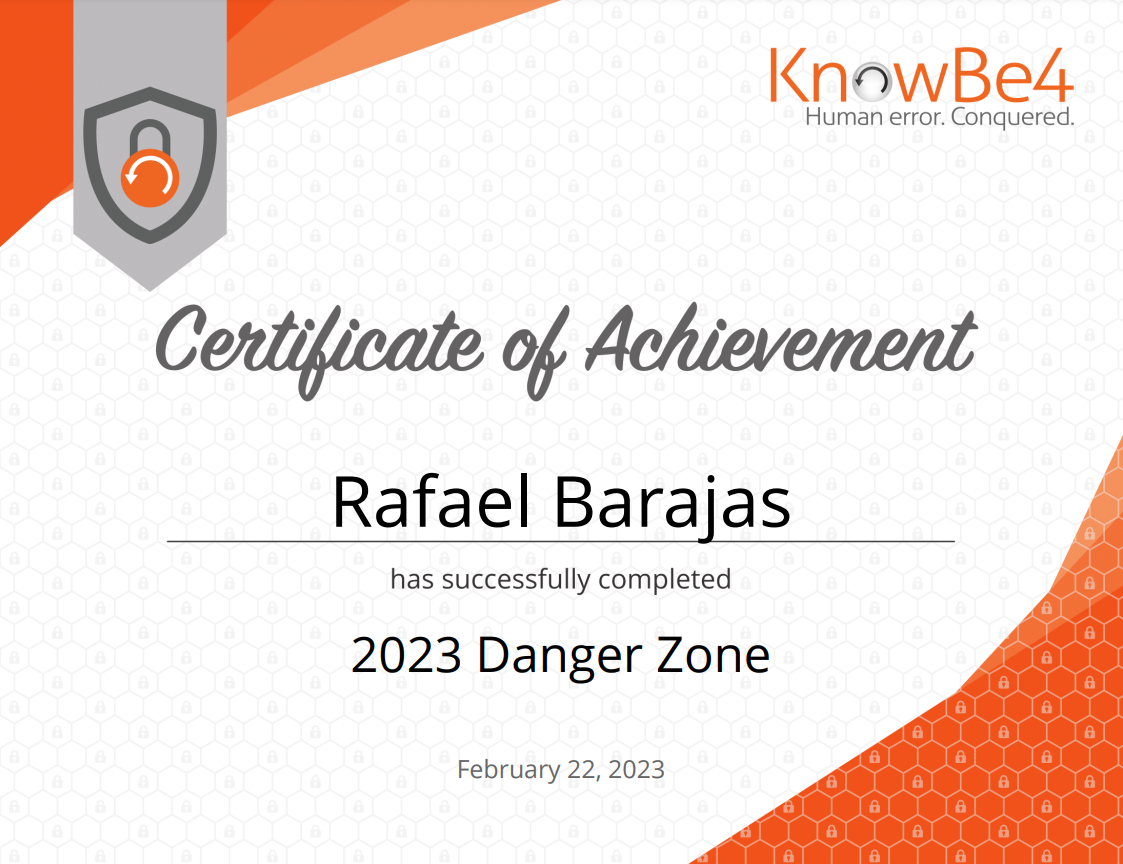 KnowBe4
Human error. Conquered.
Certificate of Achievement
Rafael Barajas
has successfully completed
2023 Danger Zone
February 22, 2023